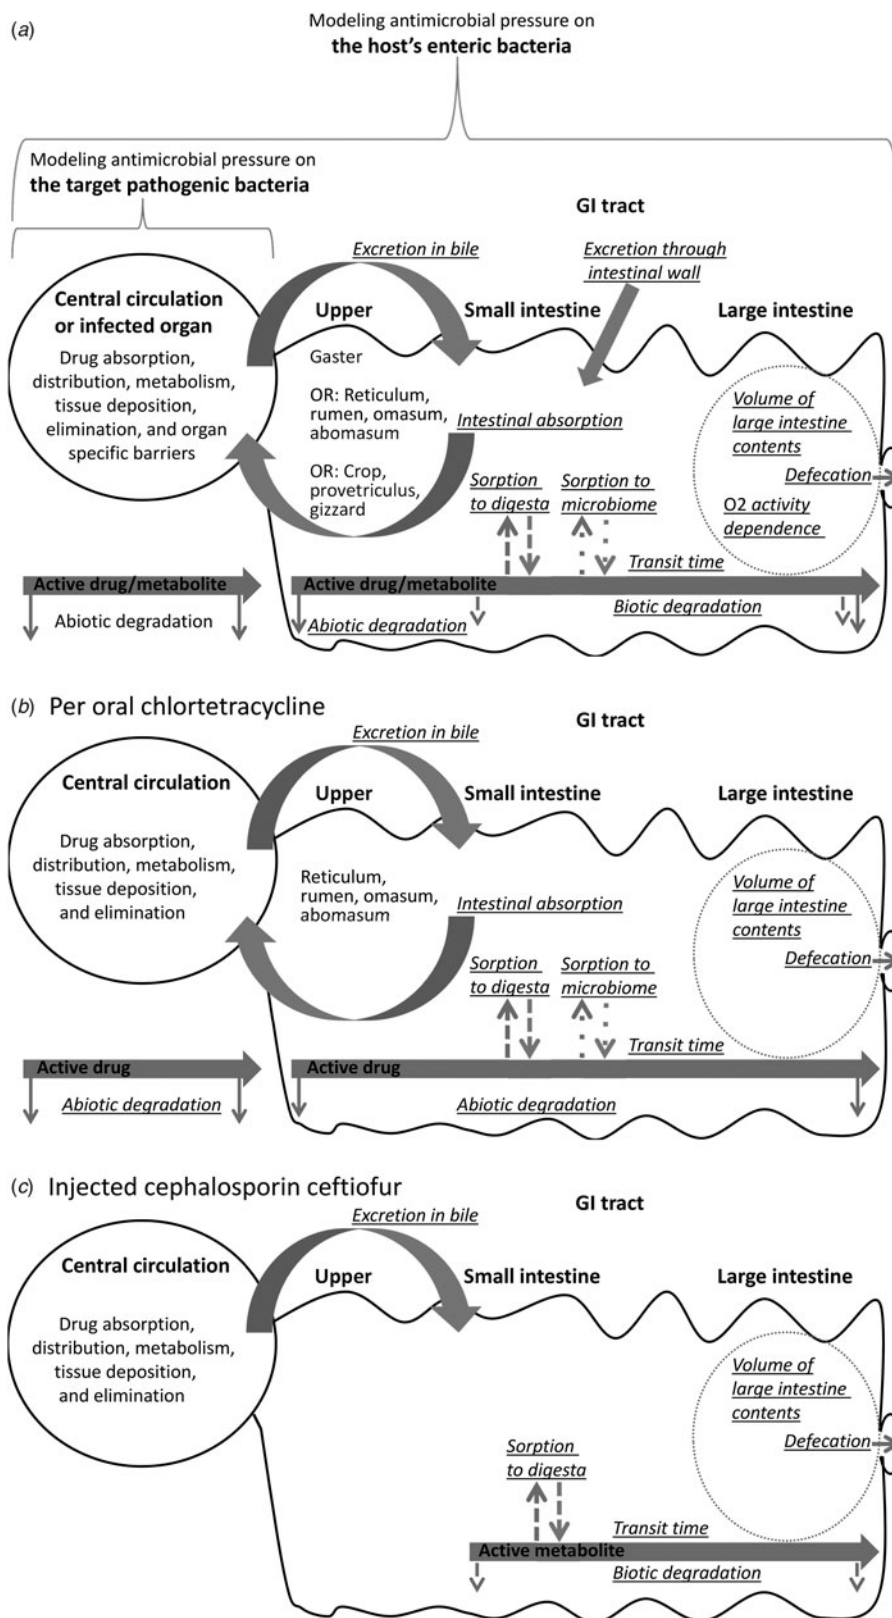 (a)
Modeling antimicrobial pressure on
the host's enteric bacteria
Modeling antimicrobial pressure on
the target pathogenic bacteria
GI tract
Excretion in bile
Excretion through
intestinal wall
Central circulation
or infected organ
Upper
Small intestine
Large intestine
Drug absorption,
distribution, metabolism,
tissue deposition,
elimination, and organ
specific barriers
Gaster
OR: Reticulum,
rumen, omasum,
abomasum
OR: Crop,
provetriculus,
gizzard
Intestinal absorption
Sorption
to digesta
Sorption to
microbiome
Volume of
large intestine
contents
Defecation
O2 activity
dependence
Transit time
Active drug/metabolite
Active drug/metabolite
Abiotic degradation
Abiotic degradation
Biotic degradation
(b) Per oral chlortetracycline
GI tract
Excretion in bile
Central circulation
Upper
Small intestine
Large intestine
Drug absorption,
distribution, metabolism,
tissue deposition,
and elimination
Reticulum,
rumen, omasum,
abomasum
Intestinal absorption
Sorption
to digesta
Sorption to
microbiome
Volume of
large intestine
contents
Defecation
Transit time
Active drug
Active drug
Abiotic degradation
Abiotic degradation
(c) Injected cephalosporin ceftiofur
GI tract
Excretion in bile
Central circulation
Upper
Small intestine
Large intestine
Drug absorption,
distribution, metabolism,
tissue deposition,
and elimination
Volume of
large intestine
contents
Defecation
Sorption
to digesta
Transit time
Active metabolite
Biotic degradation